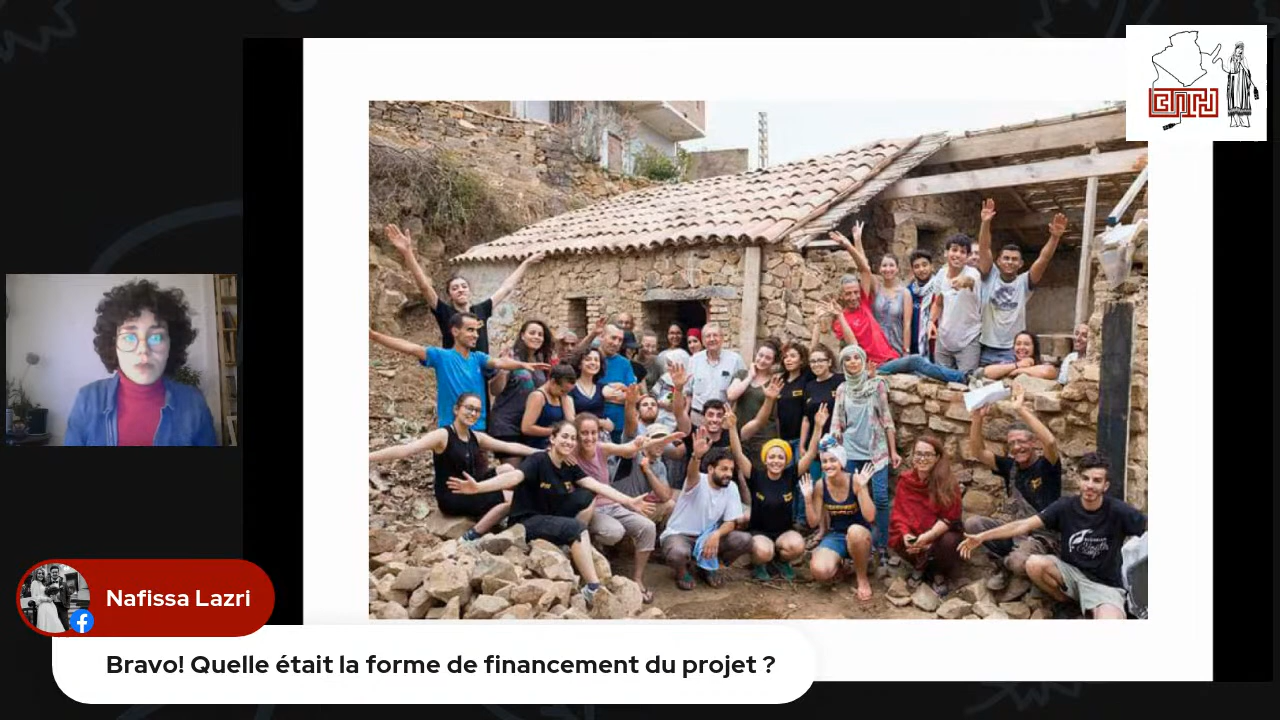 Nafissa Lazri
Bravo! Quelle était la forme de financement du projet ?